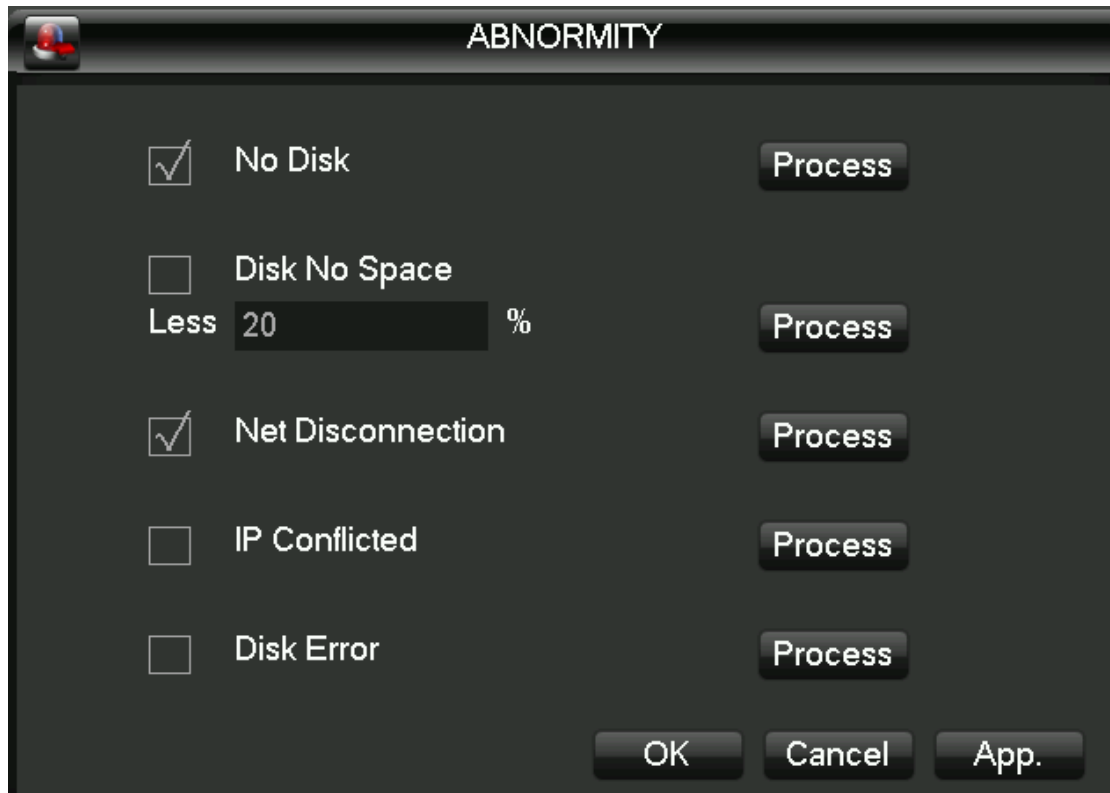 ABNORMITY
No Disk Process
Disk No Space
Less 20 % Process
Net Disconnection Process
IP Conflicted Process
Disk Error Process
OK Cancel App.